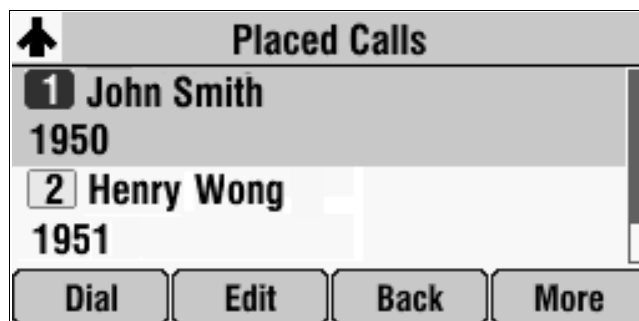 Placed Calls
1 John Smith
1950
2 Henry Wong
1951
Dial Edit Back More